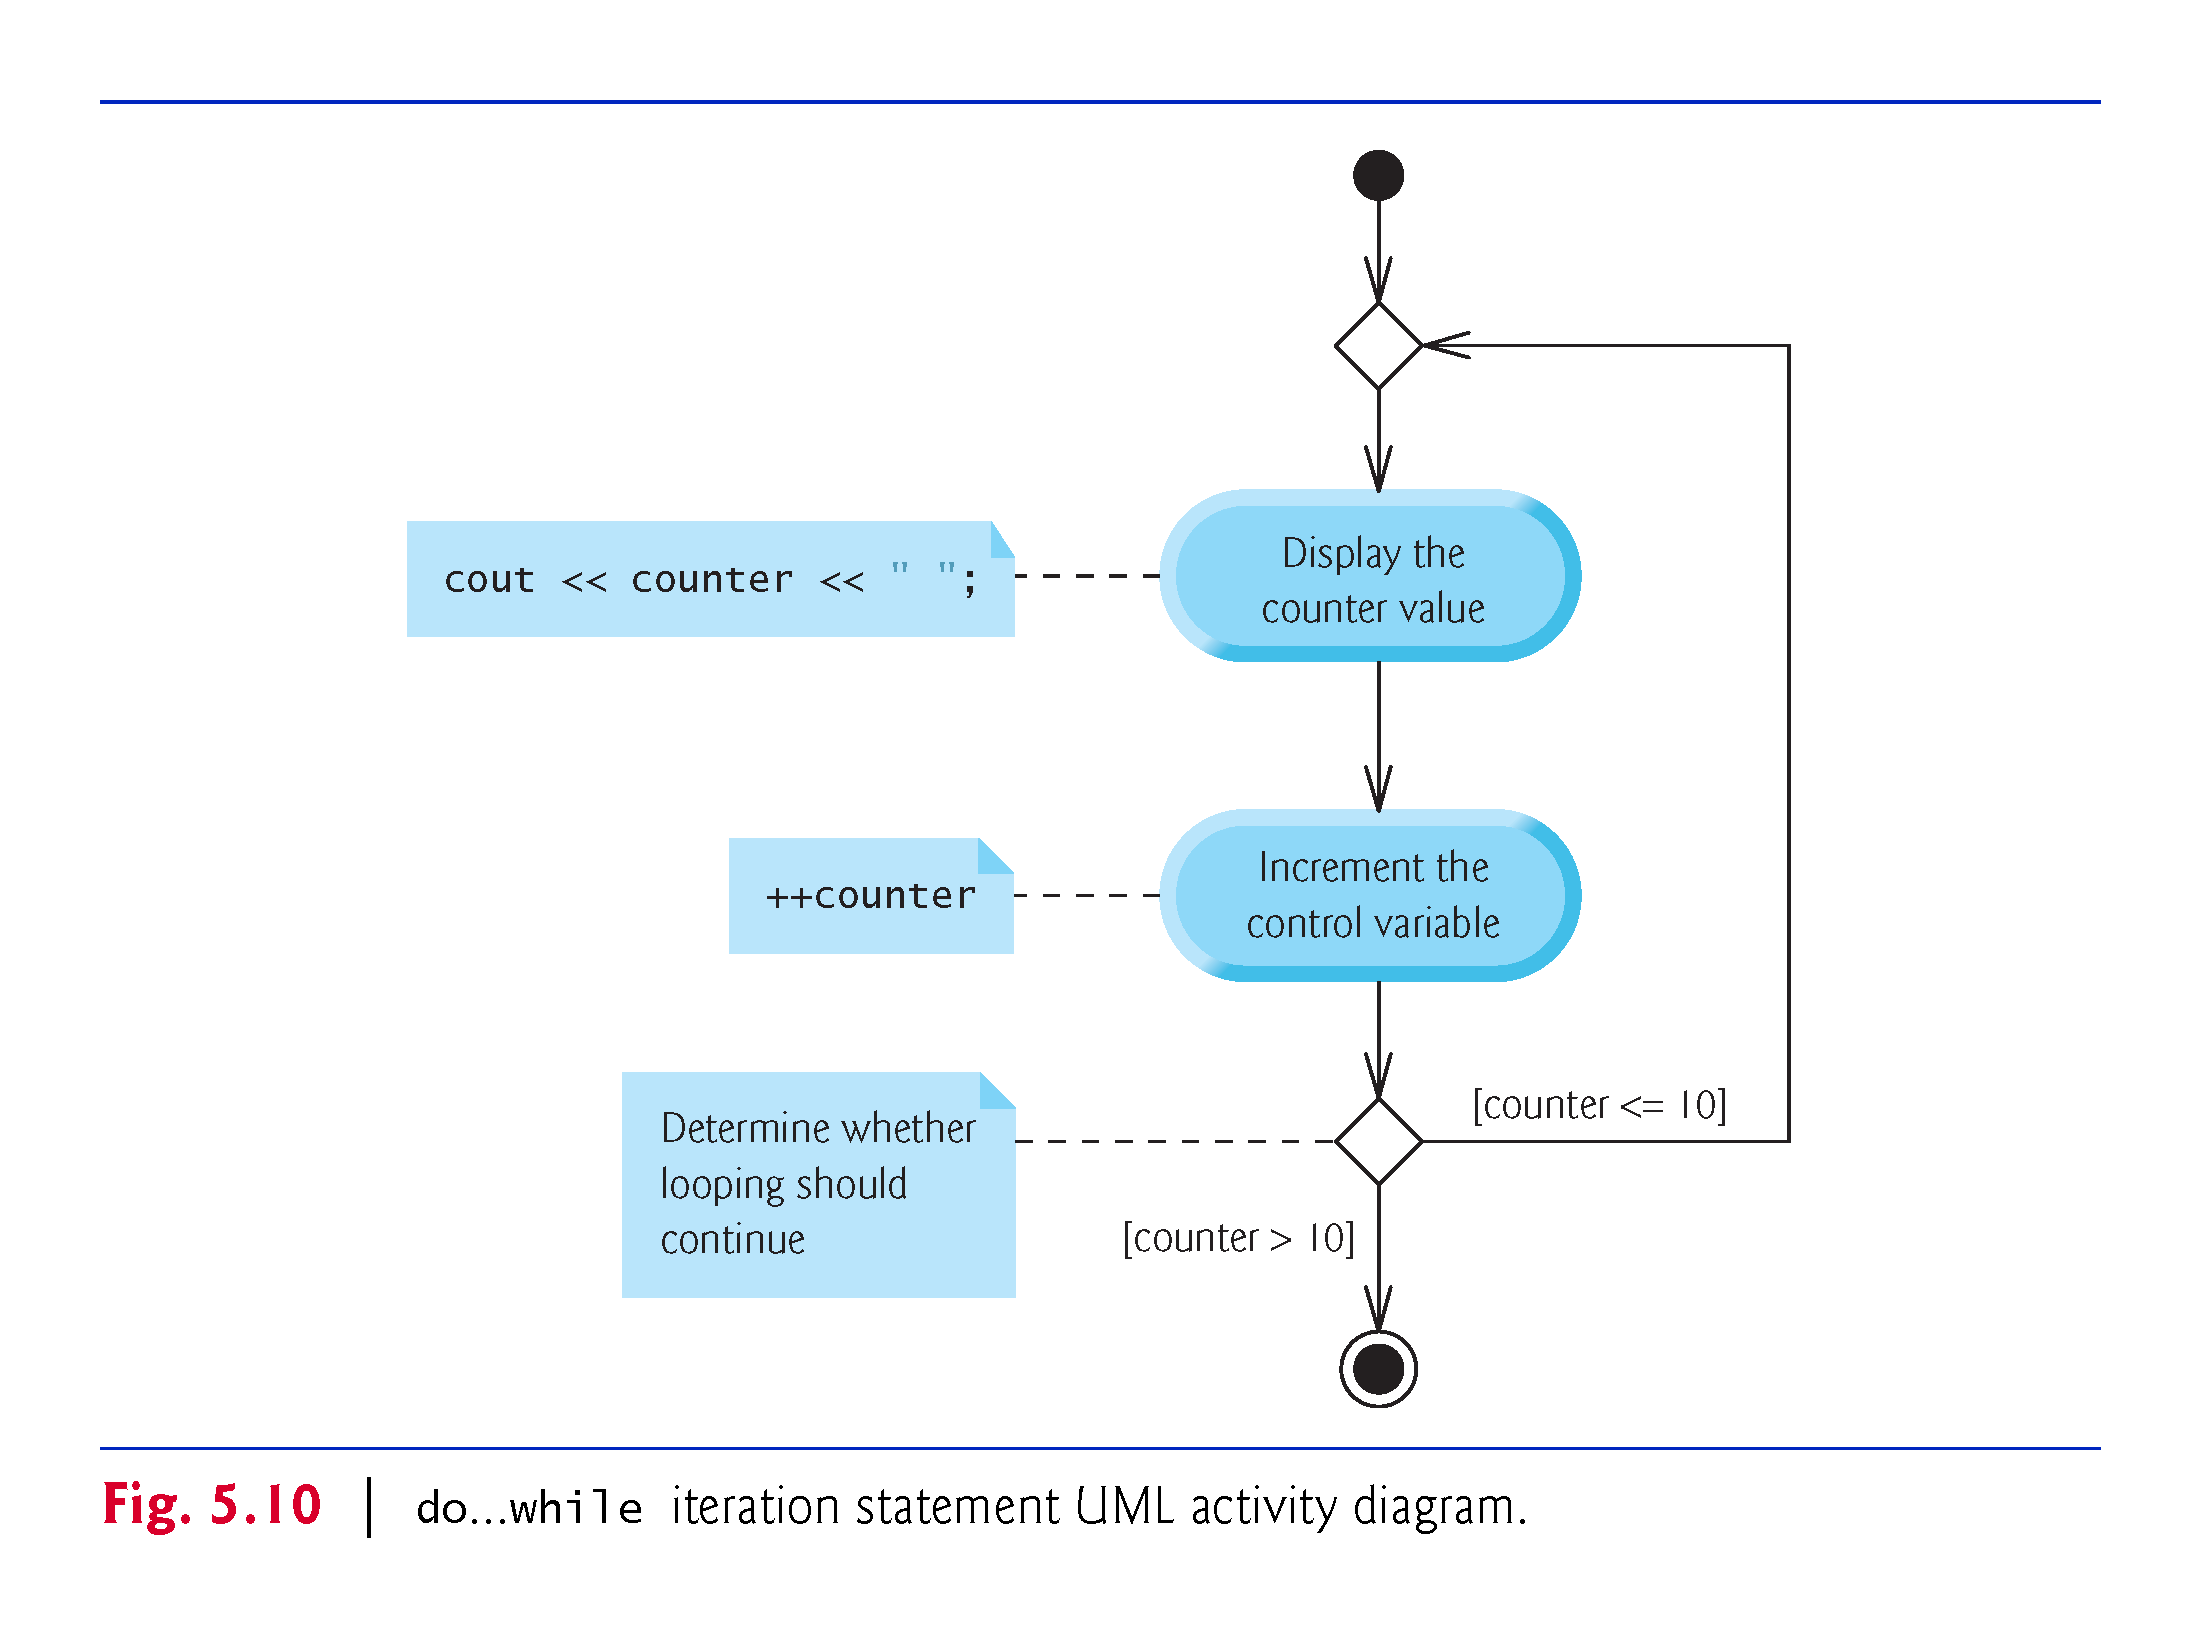 cout << counter << " ";
Display the
counter value
++counter
Increment the
control variable
Determine whether
looping should
continue
[counter <= 10]
[counter > 10]
Fig. 5.10 | do...while iteration statement UML activity diagram.